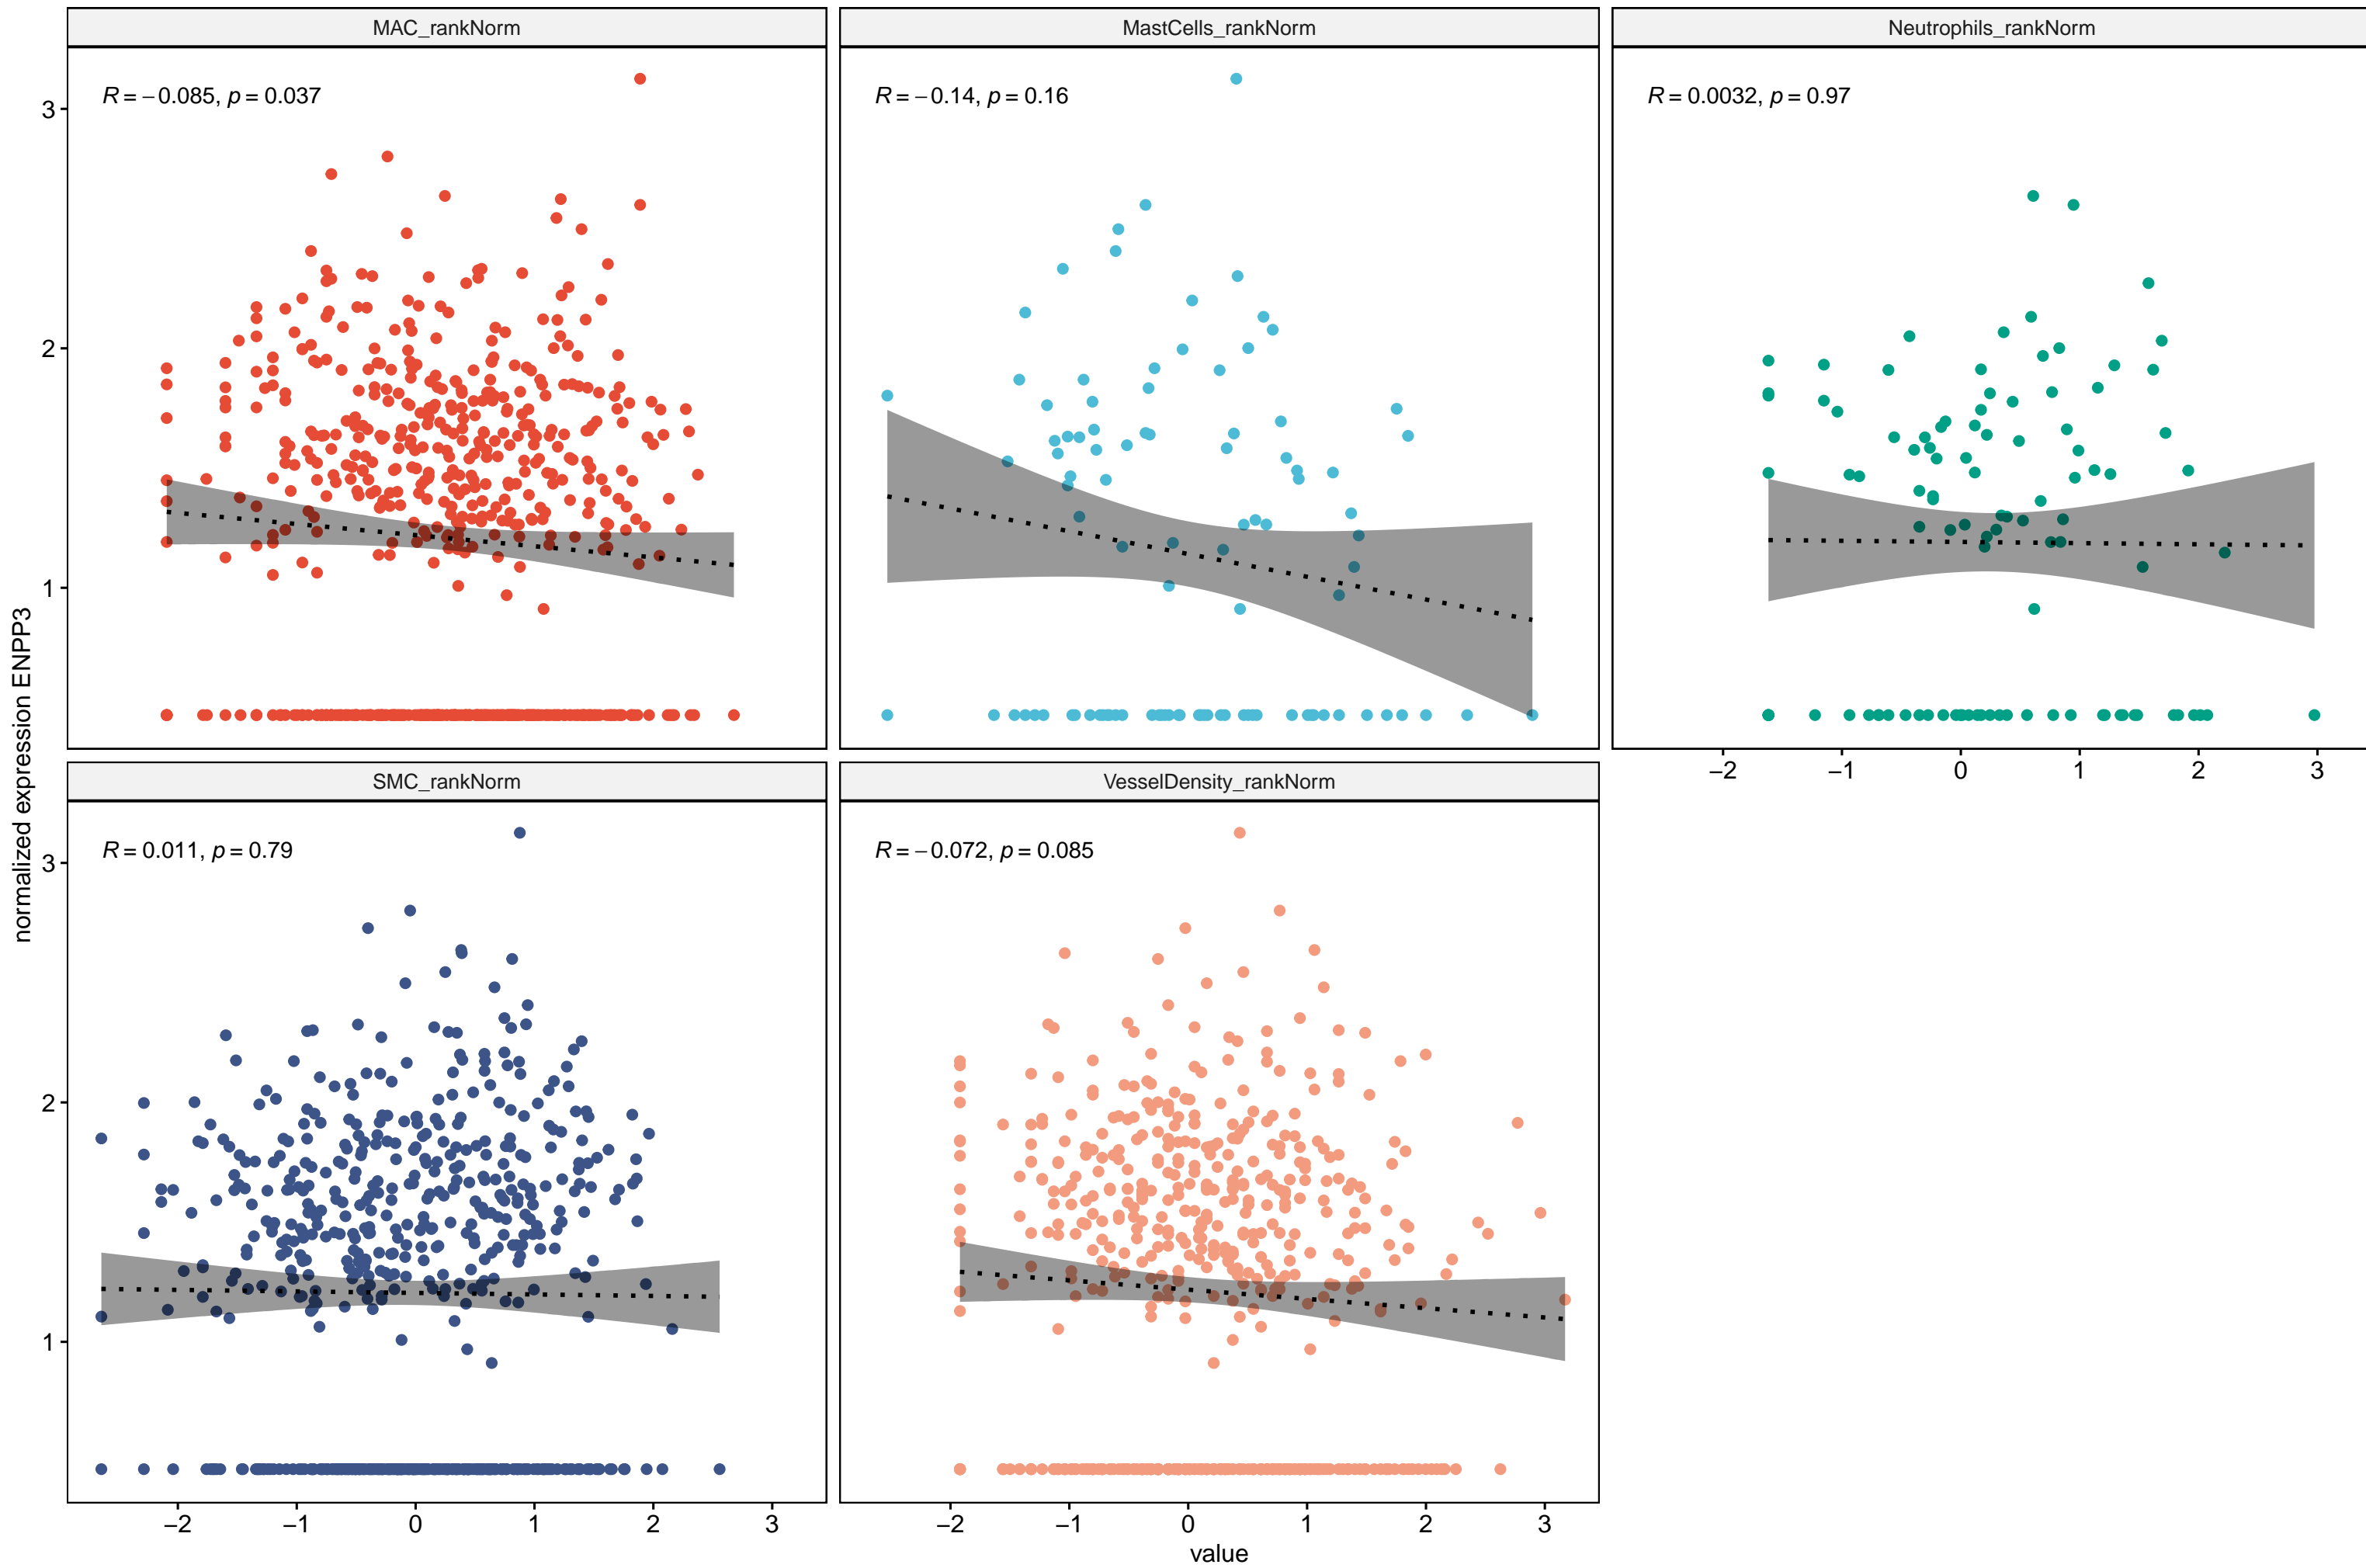 MAC_rankNorm
MastCells_rankNorm
Neutrophils_rankNorm
R = −0.085, p = 0.037
R = −0.14, p = 0.16
R = 0.0032, p = 0.97
3
2
1
−2 −1 0 1 2 3
SMC_rankNorm
VesselDensity_rankNorm
R = 0.011, p = 0.79
R = −0.072, p = 0.085
3
2
1
−2 −1 0 1 2 3
−2 −1 0 1 2 3
value
normalized expression ENPP3